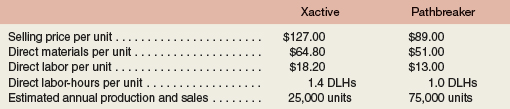 Xactive Pathbreaker
Selling price per unit . . . . . . . . . . . . . . . . . . . . . . . $127.00 $89.00
Direct materials per unit . . . . . . . . . . . . . . . . . . . . $64.80 $51.00
Direct labor per unit . . . . . . . . . . . . . . . . . . . . . . . $18.20 $13.00
Direct labor-hours per unit . . . . . . . . . . . . . . . . . . 1.4 DLHs 1.0 DLHs
Estimated annual production and sales . . . . . . . . 25,000 units 75,000 units